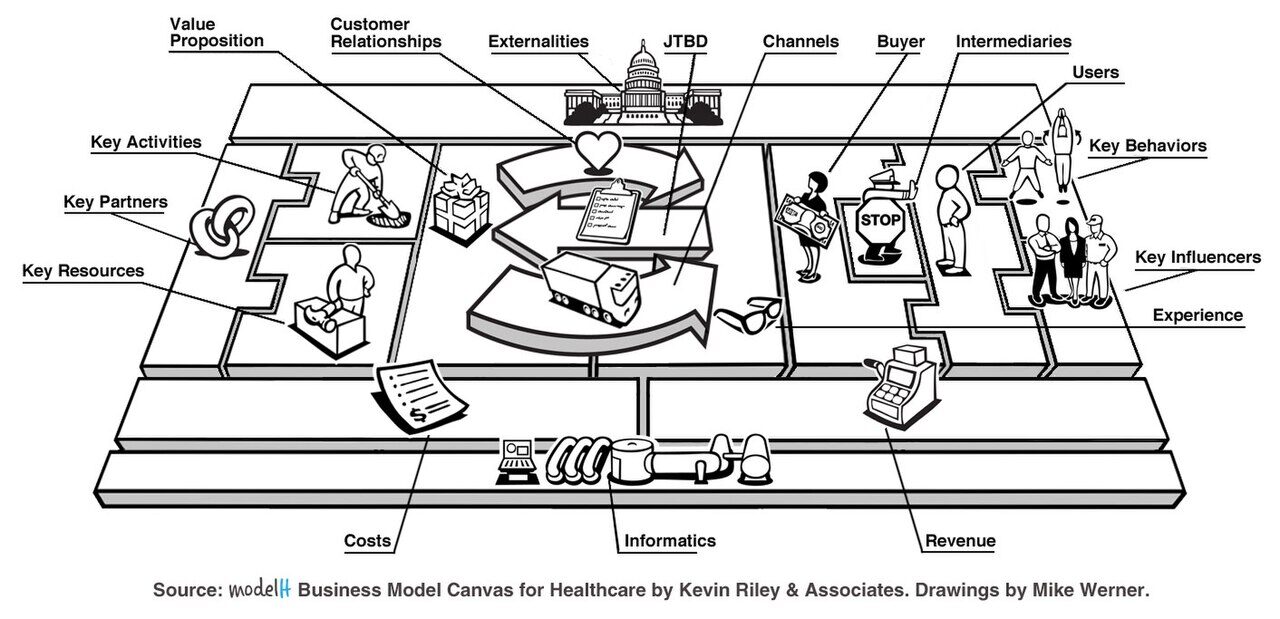 Value
Proposition
Customer
Relationships
Externalities
JTBD
Channels
Buyer
Intermediaries
Users
Key Activities
Key Behaviors
Key Partners
STOP
Key Resources
Key Influencers
Experience
$
Costs
Informatics
Revenue
Source: modelH Business Model Canvas for Healthcare by Kevin Riley & Associates. Drawings by Mike Werner.